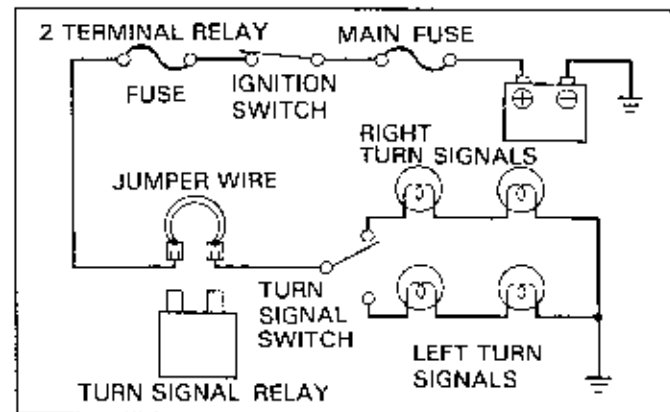 2 TERMINAL RELAY
MAIN FUSE
FUSE
IGNITION
SWITCH
RIGHT
TURN SIGNALS
JUMPER WIRE
TURN
SIGNAL
SWITCH
LEFT TURN
SIGNALS
TURN SIGNAL RELAY